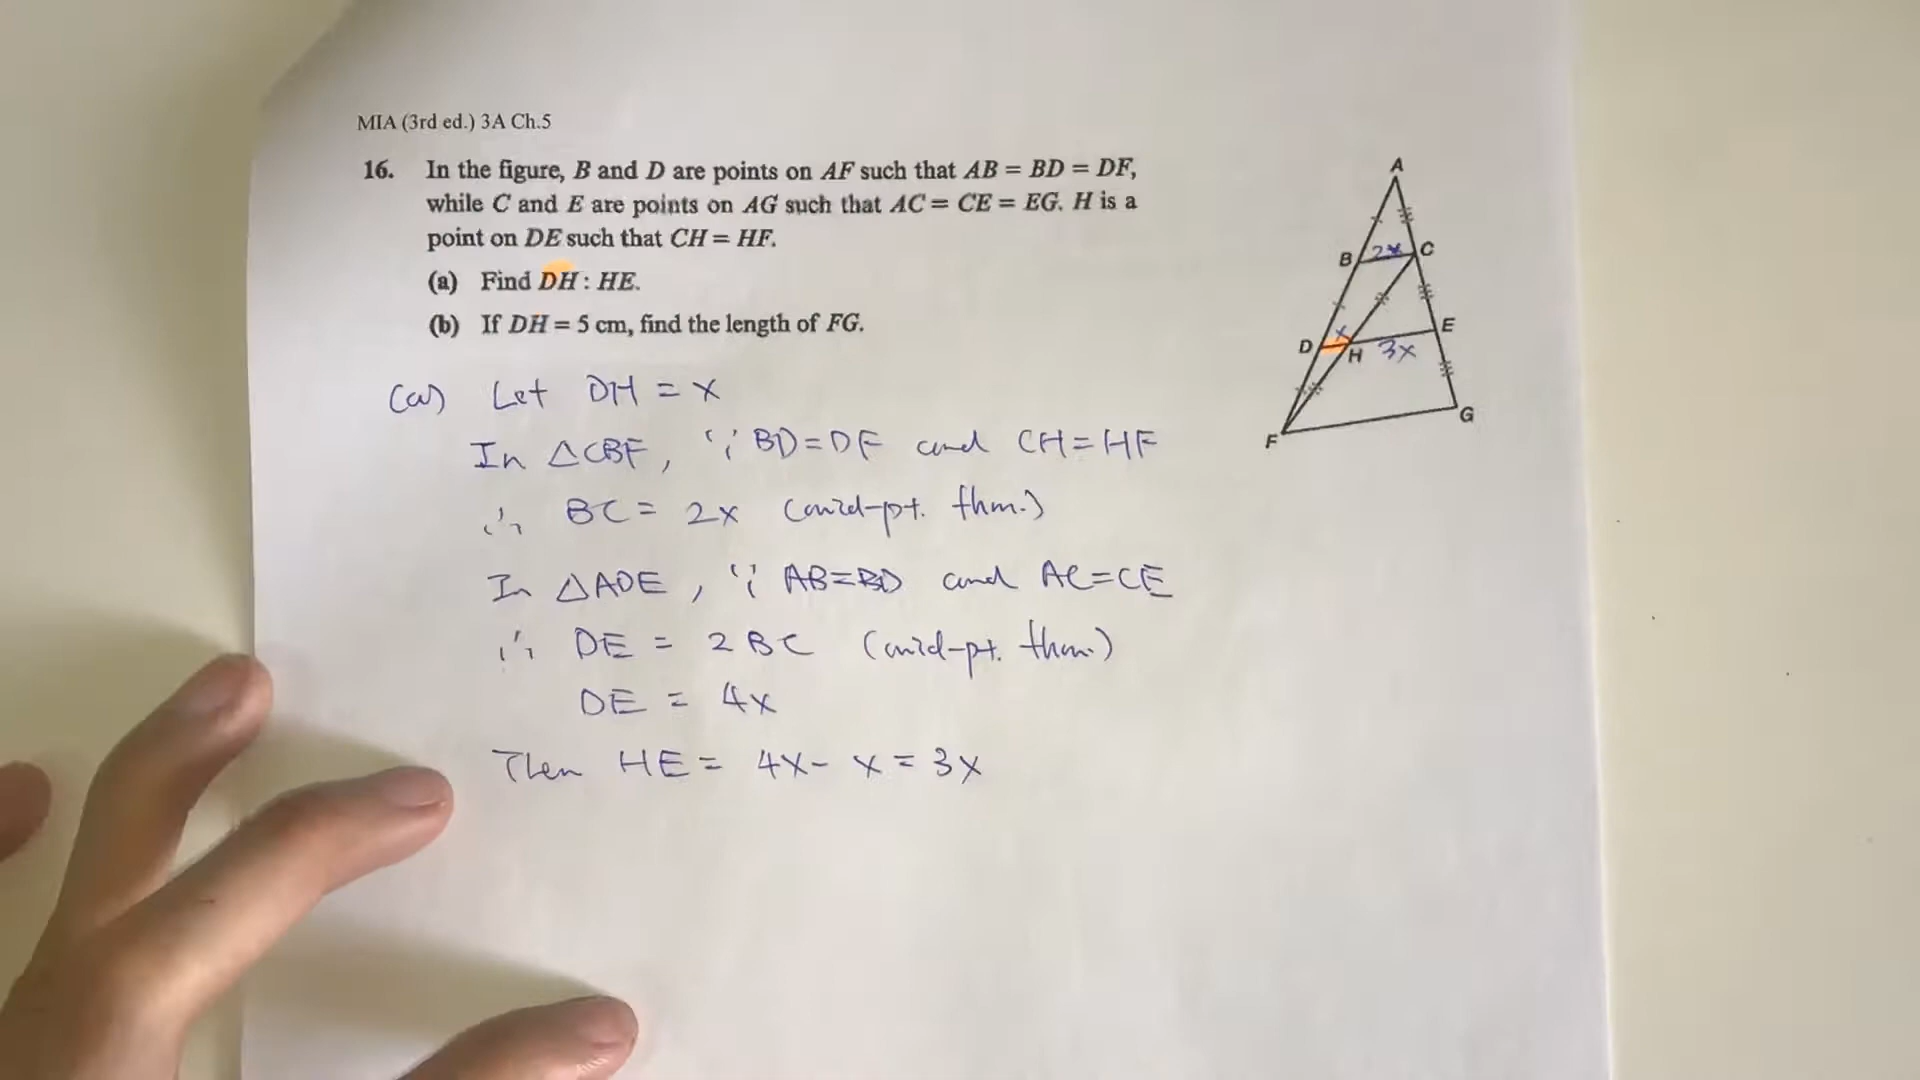 MIA (3rd ed.) 3A Ch.5
16. In the figure, B and D are points on AF such that AB = BD = DF,
while C and E are points on AG such that AC = CE = EG. H is a
point on DE such that CH = HF.
(a) Find DH : HE.
(b) If DH = 5 cm, find the length of FG.
A
B 2x C
D x H 3x E
F G
(a) Let DH = x
In △CBF, ∵ BD=DF and CH=HF
∴ BC = 2x (mid-pt. thm.)
In △ADE, ∵ AB=BD and AC=CE
∴ DE = 2BC (mid-pt. thm.)
DE = 4x
Then HE = 4x - x = 3x